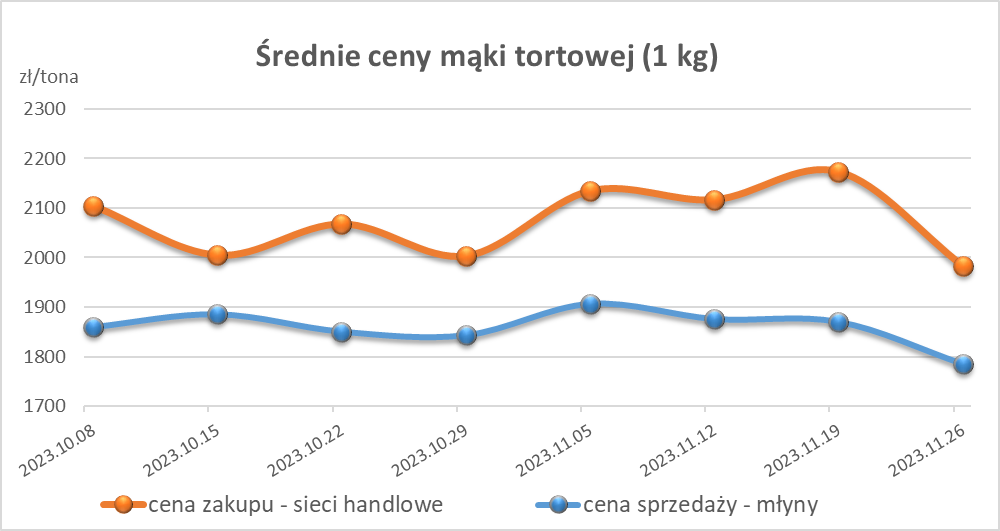 Średnie ceny mąki tortowej (1 kg)
zł/tona
2300
2200
2100
2000
1900
1800
1700
2023.10.08 2023.10.15 2023.10.22 2023.10.29 2023.11.05 2023.11.12 2023.11.19 2023.11.26
cena zakupu - sieci handlowe cena sprzedaży - młyny